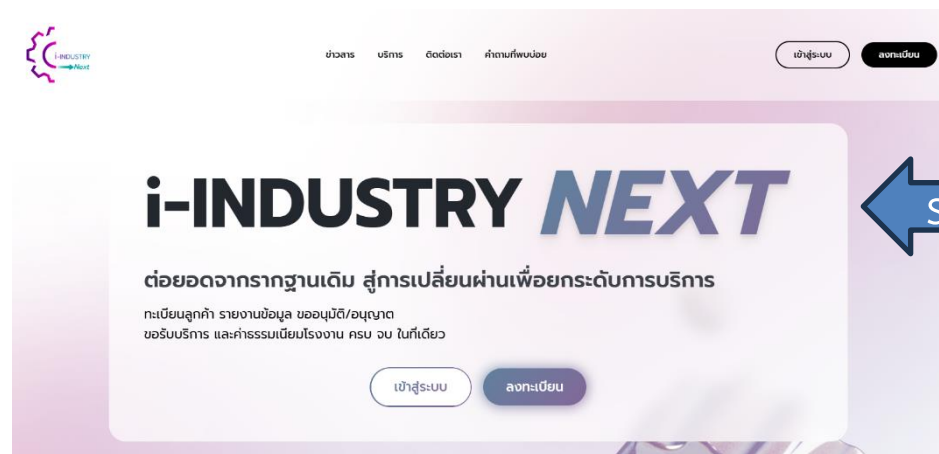 i-INDUSTRY
Next
ข่าวสาร บริการ ติดต่อเรา คำถามที่พบบ่อย
เข้าสู่ระบบ ลงทะเบียน
i-INDUSTRY NEXT
ต่อยอดจากรากฐานเดิม สู่การเปลี่ยนผ่านเพื่อยกระดับการบริการ
ทะเบียนลูกค้า รายงานข้อมูล ขออนุมัติ/อนุญาต
ขอรับบริการ และค่าธรรมเนียมโรงงาน ครบ จบ ในที่เดียว
เข้าสู่ระบบ ลงทะเบียน